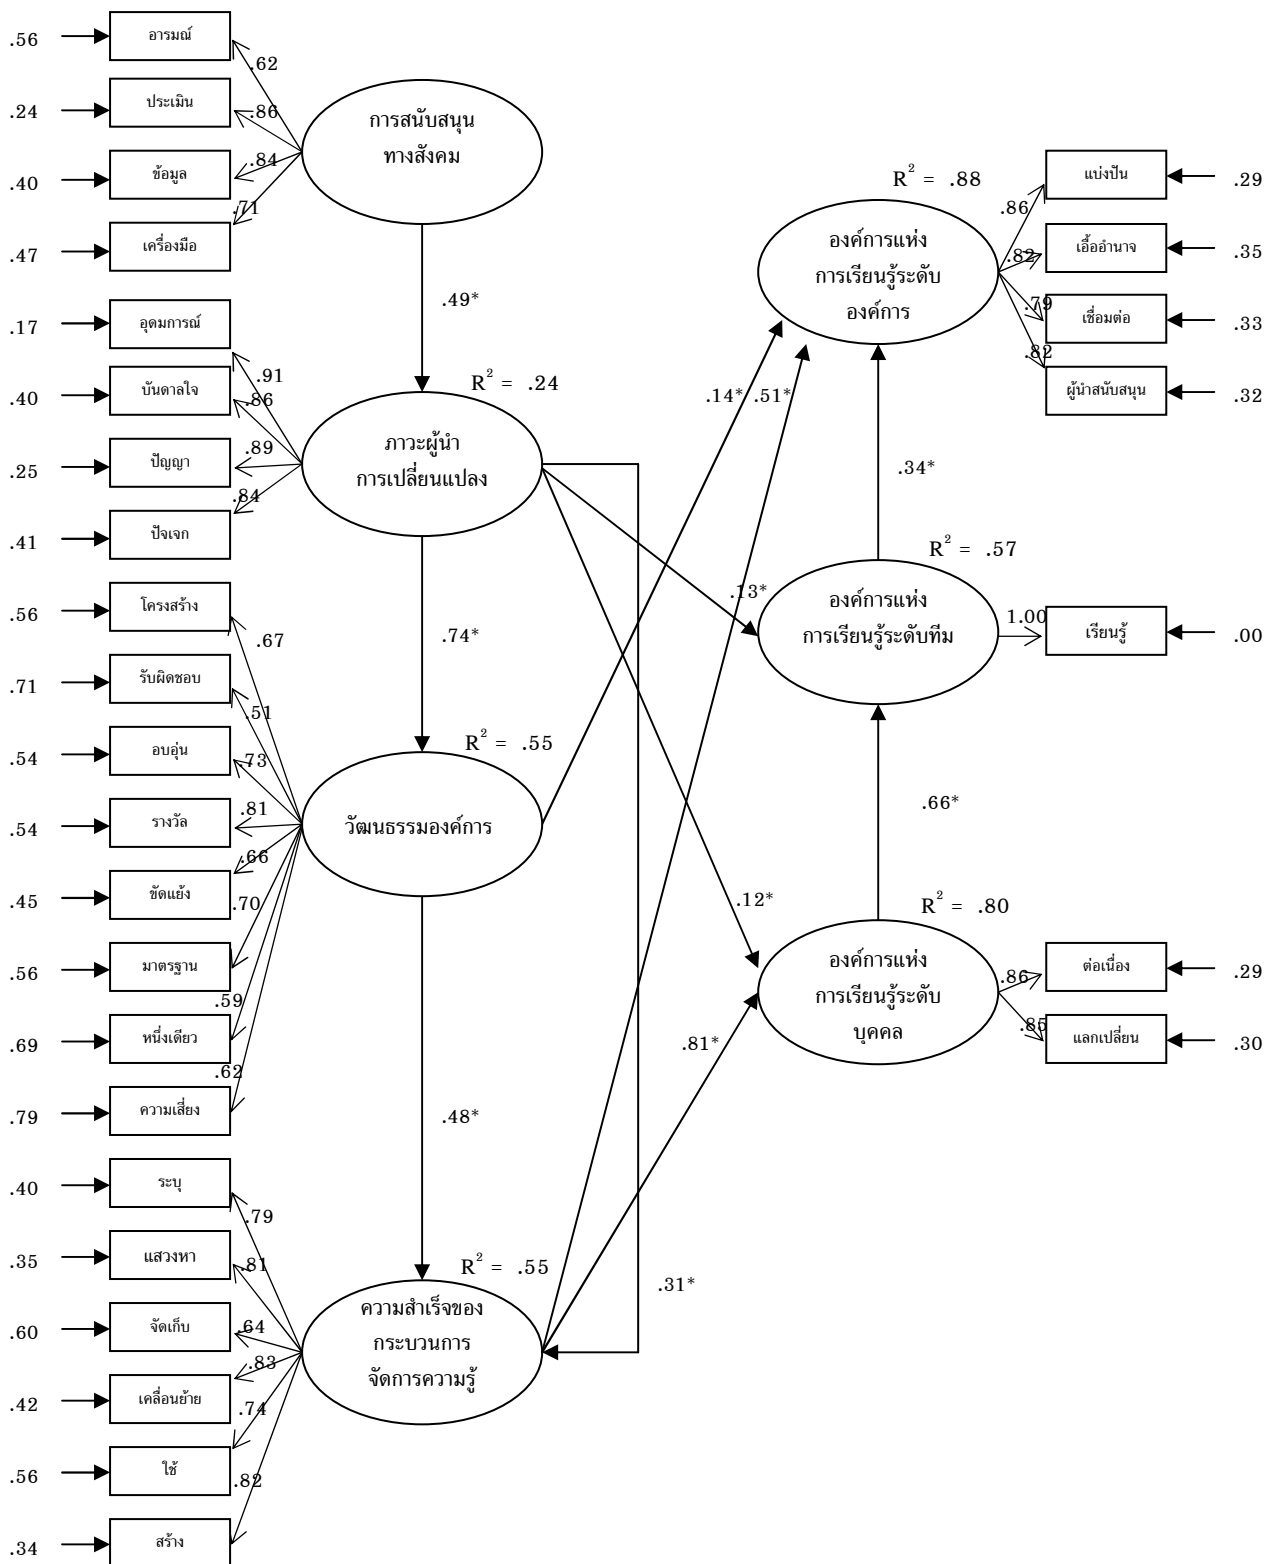 .56
อารมณ์
.62
.24
ประเมิน
.86
.40
ข้อมูล
.84
.47
เครื่องมือ
.71
การสนับสนุน
ทางสังคม
.49*
.17
อุดมการณ์
.91
.40
บันดาลใจ
.86
.25
ปัญญา
.89
.41
ปัจเจก
.84
R² = .24
ภาวะผู้นำ
การเปลี่ยนแปลง
.74*
.56
โครงสร้าง
.67
.71
รับผิดชอบ
.51
.54
อบอุ่น
.73
.54
รางวัล
.81
.45
ขัดแย้ง
.66
.56
มาตรฐาน
.70
.69
หนึ่งเดียว
.59
.79
ความเสี่ยง
.62
R² = .55
วัฒนธรรมองค์การ
.48*
.40
ระบุ
.79
.35
แสวงหา
.81
.60
จัดเก็บ
.64
.42
เคลื่อนย้าย
.83
.56
ใช้
.74
.34
สร้าง
.82
R² = .55
ความสำเร็จของ
กระบวนการ
จัดการความรู้
.31*
.14*
.51*
.13*
.12*
.81*
R² = .88
องค์การแห่ง
การเรียนรู้ระดับ
องค์การ
.86
แบ่งปัน
.29
.82
เอื้ออำนาจ
.35
.79
เชื่อมต่อ
.33
.82
ผู้นำสนับสนุน
.32
.34*
R² = .57
องค์การแห่ง
การเรียนรู้ระดับทีม
1.00
เรียนรู้
.00
.66*
R² = .80
องค์การแห่ง
การเรียนรู้ระดับ
บุคคล
.86
ต่อเนื่อง
.29
.85
แลกเปลี่ยน
.30